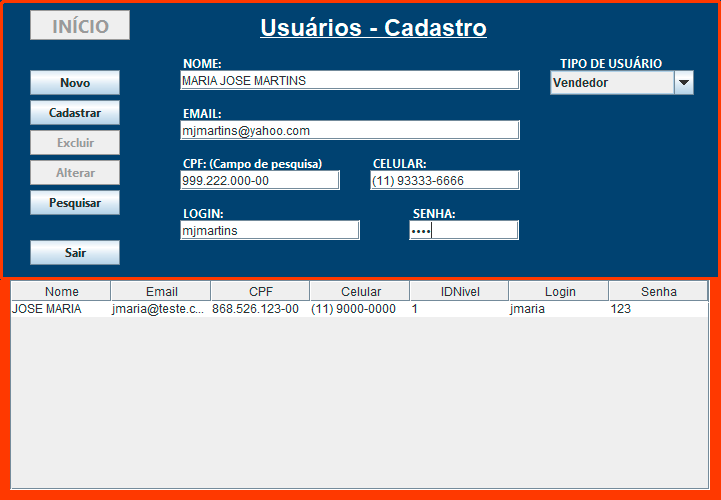 INÍCIO
Usuários - Cadastro
NOME:
TIPO DE USUÁRIO
Novo
MARIA JOSE MARTINS
Vendedor
Cadastrar
EMAIL:
Excluir
mjmartins@yahoo.com
Alterar
CPF: (Campo de pesquisa)
CELULAR:
999.222.000-00
(11) 93333-6666
Pesquisar
LOGIN:
SENHA:
mjmartins
••••
Sair
Nome Email CPF Celular IDNivel Login Senha
JOSE MARIA jmaria@teste.c... 868.526.123-00 (11) 9000-0000 1 jmaria 123